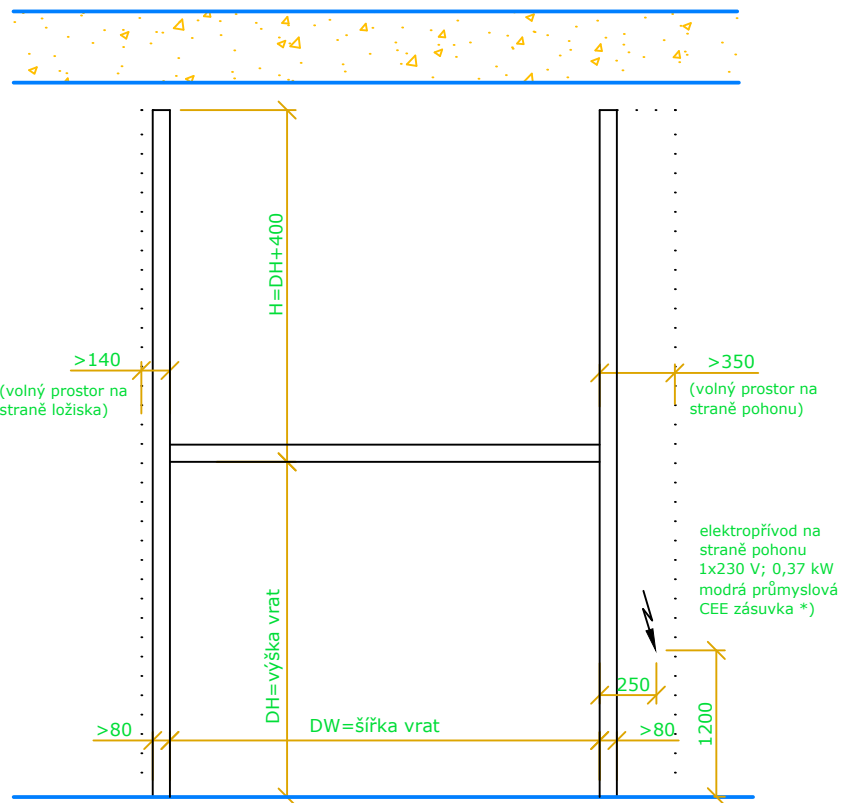 H=DH+400
>140
(volný prostor na
straně ložiska)
>350
(volný prostor na
straně pohonu)
elektropřívod na
straně pohonu
1x230 V; 0,37 kW
modrá průmyslová
CEE zásuvka *)
DH=výška vrat
250
1200
>80
DW=šířka vrat
>80